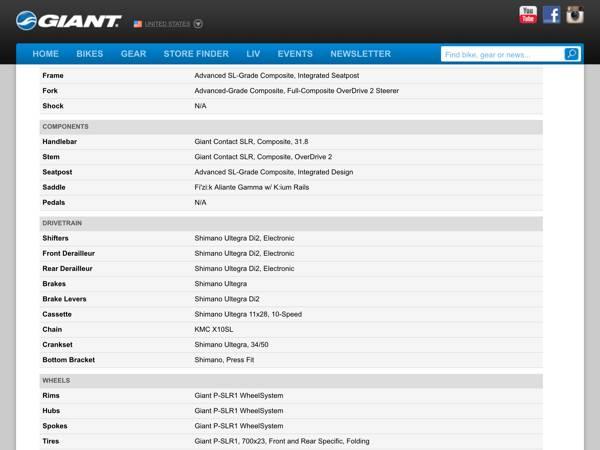 GIANT.
UNITED STATES
You Tube
HOME BIKES GEAR STORE FINDER LIV EVENTS NEWSLETTER Find bike, gear or news...
Frame Advanced SL-Grade Composite, Integrated Seatpost
Fork Advanced-Grade Composite, Full-Composite OverDrive 2 Steerer
Shock N/A
COMPONENTS
Handlebar Giant Contact SLR, Composite, 31.8
Stem Giant Contact SLR, Composite, OverDrive 2
Seatpost Advanced SL-Grade Composite, Integrated Design
Saddle Fi'zi:k Aliante Gamma w/ K:ium Rails
Pedals N/A
DRIVETRAIN
Shifters Shimano Ultegra Di2, Electronic
Front Derailleur Shimano Ultegra Di2, Electronic
Rear Derailleur Shimano Ultegra Di2, Electronic
Brakes Shimano Ultegra
Brake Levers Shimano Ultegra Di2
Cassette Shimano Ultegra 11x28, 10-Speed
Chain KMC X10SL
Crankset Shimano Ultegra, 34/50
Bottom Bracket Shimano, Press Fit
WHEELS
Rims Giant P-SLR1 WheelSystem
Hubs Giant P-SLR1 WheelSystem
Spokes Giant P-SLR1 WheelSystem
Tires Giant P-SLR1, 700x23, Front and Rear Specific, Folding